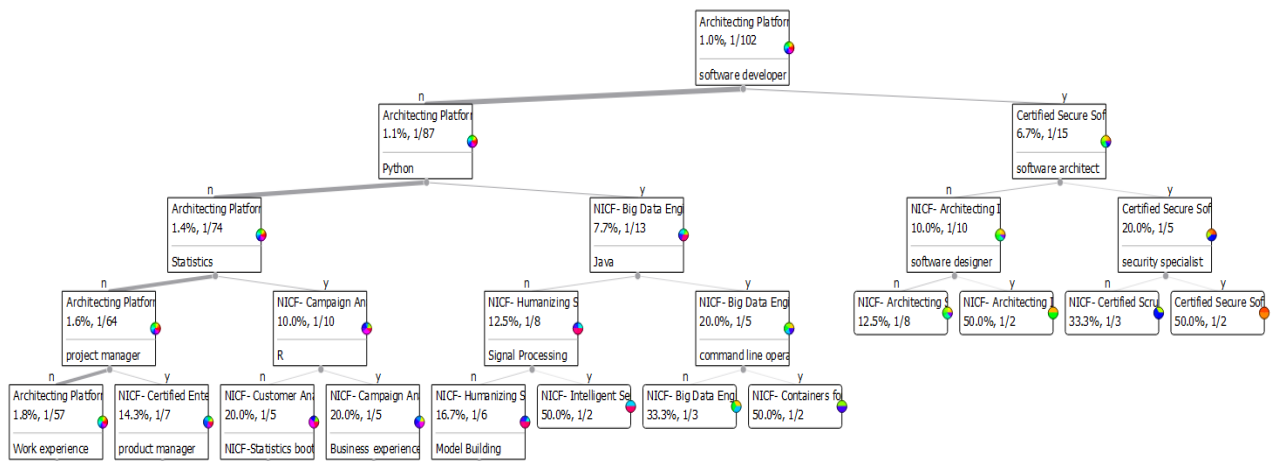 Architecting Platfor
1.0%, 1/102
software developer
n
y
Architecting Platfor
1.1%, 1/87
Python
Certified Secure Sof
6.7%, 1/15
software architect
n
y
n
y
Architecting Platfor
1.4%, 1/74
Statistics
NICF- Big Data Engi
7.7%, 1/13
Java
NICF- Architecting I
10.0%, 1/10
software designer
Certified Secure Sof
20.0%, 1/5
security specialist
n
y
n
y
n
y
n
y
Architecting Platfor
1.6%, 1/64
project manager
NICF- Campaign An
10.0%, 1/10
R
NICF- Humanizing S
12.5%, 1/8
Signal Processing
NICF- Big Data Engi
20.0%, 1/5
command line opera
NICF- Architecting S
12.5%, 1/8
NICF- Architecting I
50.0%, 1/2
NICF- Certified Scru
33.3%, 1/3
Certified Secure Sof
50.0%, 1/2
n
y
n
y
n
y
n
y
Architecting Platfor
1.8%, 1/57
Work experience
NICF- Certified Ente
14.3%, 1/7
product manager
NICF- Customer An
20.0%, 1/5
NICF-Statistics boot
NICF- Campaign An
20.0%, 1/5
Business experience
NICF- Humanizing S
16.7%, 1/6
Model Building
NICF- Intelligent Se
50.0%, 1/2
NICF- Big Data Eng
33.3%, 1/3
NICF- Containers fo
50.0%, 1/2